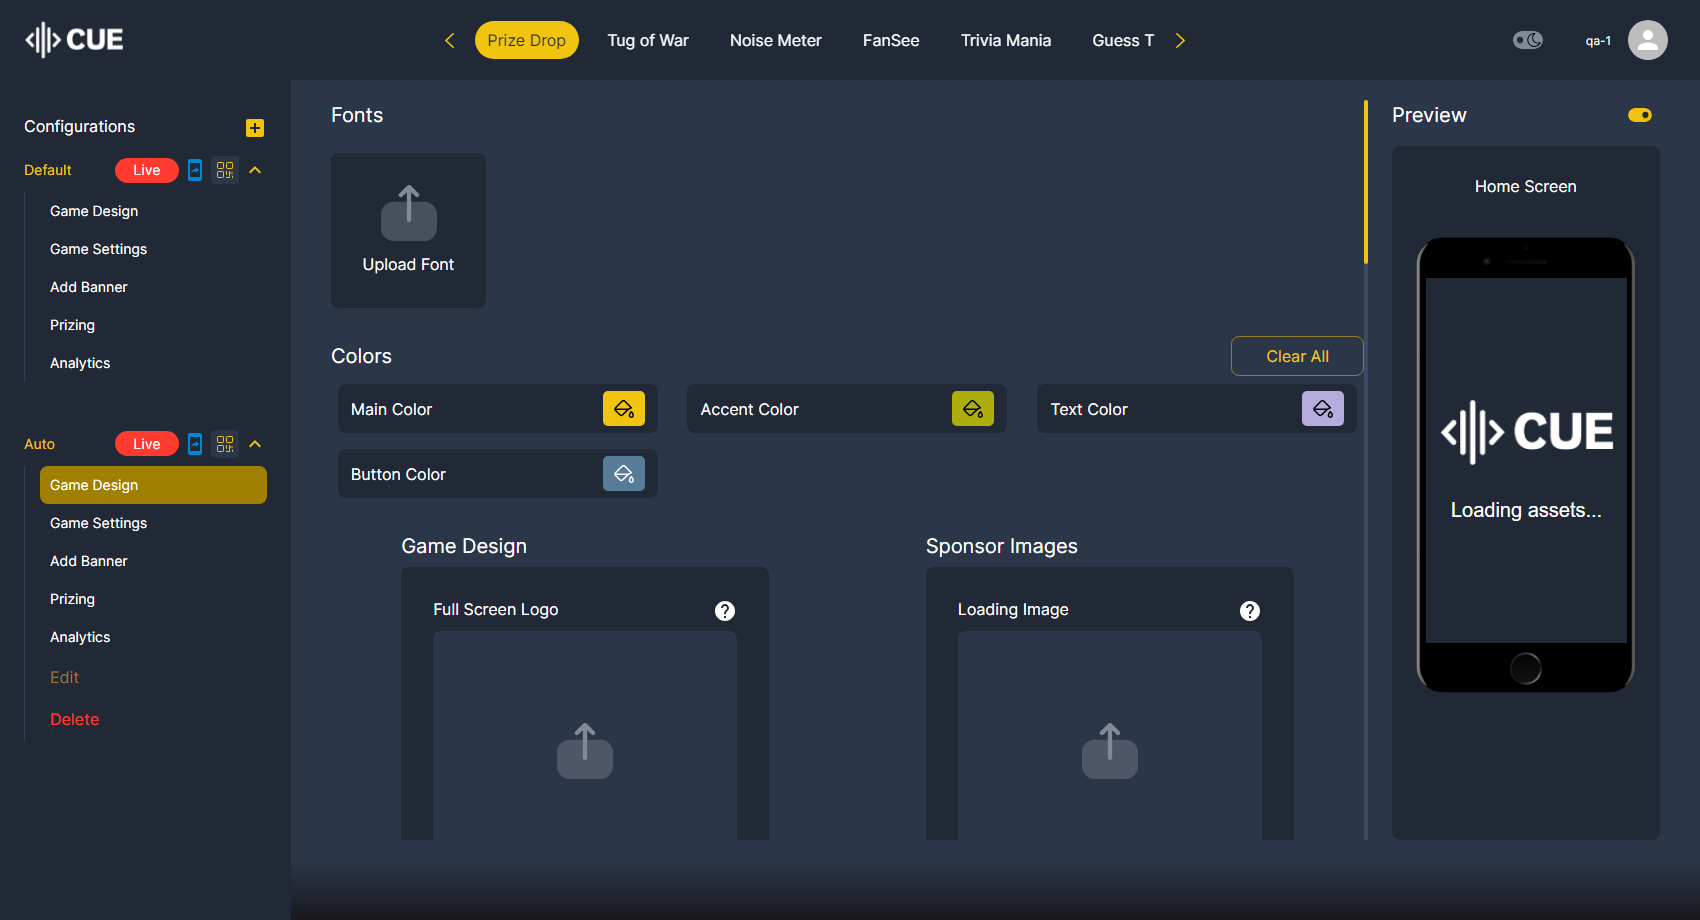 CUE
Prize Drop
Tug of War
Noise Meter
FanSee
Trivia Mania
Guess T
qa-1
Configurations
Default
Live
Game Design
Game Settings
Add Banner
Prizing
Analytics
Auto
Live
Game Design
Game Settings
Add Banner
Prizing
Analytics
Edit
Delete
Fonts
Upload Font
Colors
Clear All
Main Color
Accent Color
Text Color
Button Color
Game Design
Full Screen Logo
?
Sponsor Images
Loading Image
?
Preview
Home Screen
CUE
Loading assets...